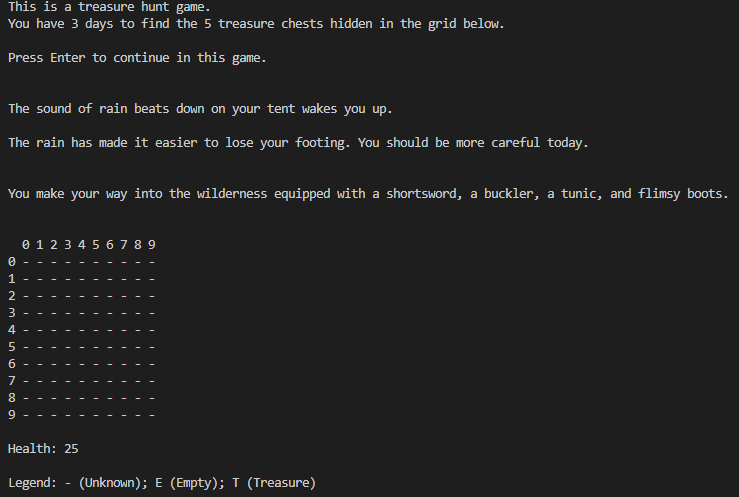 This is a treasure hunt game.
You have 3 days to find the 5 treasure chests hidden in the grid below.
Press Enter to continue in this game.
The sound of rain beats down on your tent wakes you up.
The rain has made it easier to lose your footing. You should be more careful today.
You make your way into the wilderness equipped with a shortsword, a buckler, a tunic, and flimsy boots.
  0 1 2 3 4 5 6 7 8 9
0 - - - - - - - - - -
1 - - - - - - - - - -
2 - - - - - - - - - -
3 - - - - - - - - - -
4 - - - - - - - - - -
5 - - - - - - - - - -
6 - - - - - - - - - -
7 - - - - - - - - - -
8 - - - - - - - - - -
9 - - - - - - - - - -
Health: 25
Legend: - (Unknown); E (Empty); T (Treasure)